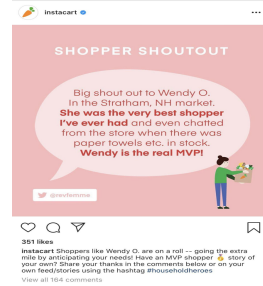 instacart
SHOPPER SHOUTOUT
Big shout out to Wendy O.
In the Stratham, NH market.
She was the very best shopper
I've ever had and even chatted
from the store when there was
paper towels etc. in stock.
Wendy is the real MVP!
@revfemme
351 likes
instacart Shoppers like Wendy O. are on a roll -- going the extra
mile by anticipating your needs! Have an MVP shopper 🏅 story of
your own? Share your thanks in the comments below or on your
own feed/stories using the hashtag #householdheroes
View all 164 comments